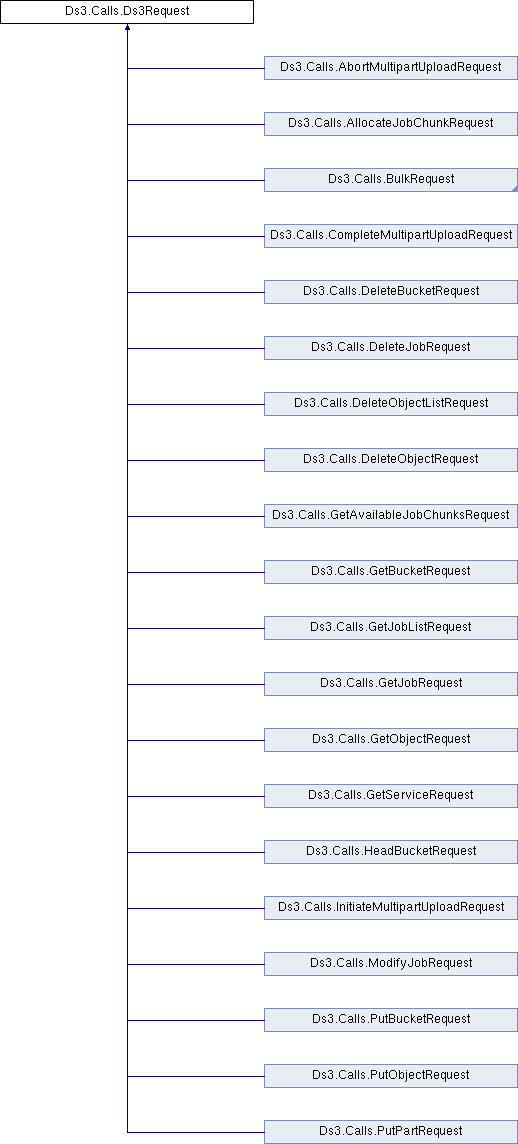 Ds3.Calls.Ds3Request
Ds3.Calls.AbortMultipartUploadRequest
Ds3.Calls.AllocateJobChunkRequest
Ds3.Calls.BulkRequest
Ds3.Calls.CompleteMultipartUploadRequest
Ds3.Calls.DeleteBucketRequest
Ds3.Calls.DeleteJobRequest
Ds3.Calls.DeleteObjectListRequest
Ds3.Calls.DeleteObjectRequest
Ds3.Calls.GetAvailableJobChunksRequest
Ds3.Calls.GetBucketRequest
Ds3.Calls.GetJobListRequest
Ds3.Calls.GetJobRequest
Ds3.Calls.GetObjectRequest
Ds3.Calls.GetServiceRequest
Ds3.Calls.HeadBucketRequest
Ds3.Calls.InitiateMultipartUploadRequest
Ds3.Calls.ModifyJobRequest
Ds3.Calls.PutBucketRequest
Ds3.Calls.PutObjectRequest
Ds3.Calls.PutPartRequest